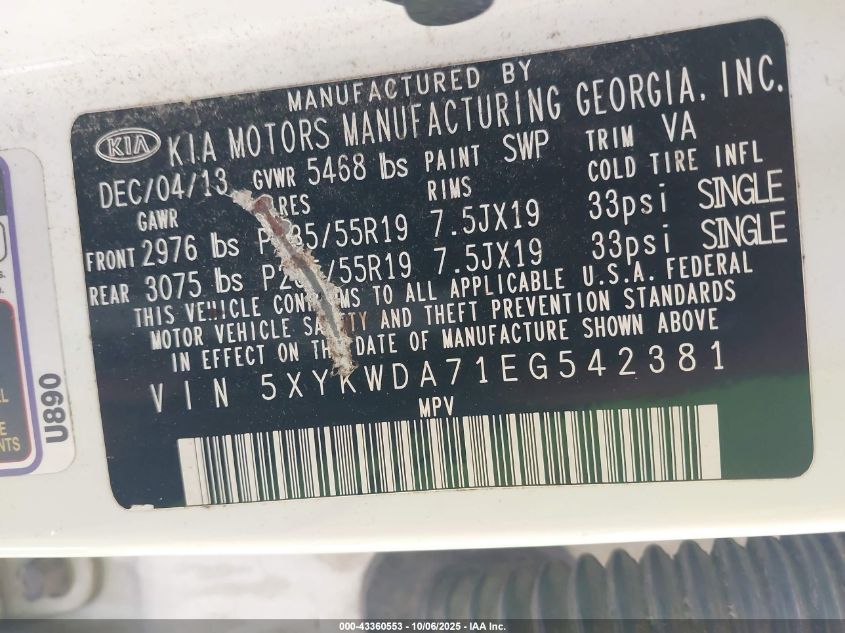 MANUFACTURED BY
KIA KIA MOTORS MANUFACTURING GEORGIA, INC.
DEC/04/13 GVWR 5468 lbs PAINT SWP TRIM VA
GAWR RIMS COLD TIRE INFL
FRONT 2976 lbs 7.5JX19 33psi SINGLE
REAR 3075 lbs 7.5JX19 33psi SINGLE
THIS VEHICLE TO ALL APPLICABLE U.S.A. FEDERAL
MOTOR VEHICLE AND THEFT PREVENTION STANDARDS
IN EFFECT ON DATE OF MANUFACTURE SHOWN ABOVE
VIN 5XYKWDA71EG542381
MPV
U890
000-43360553 - 10/06/2025 - IAA Inc.